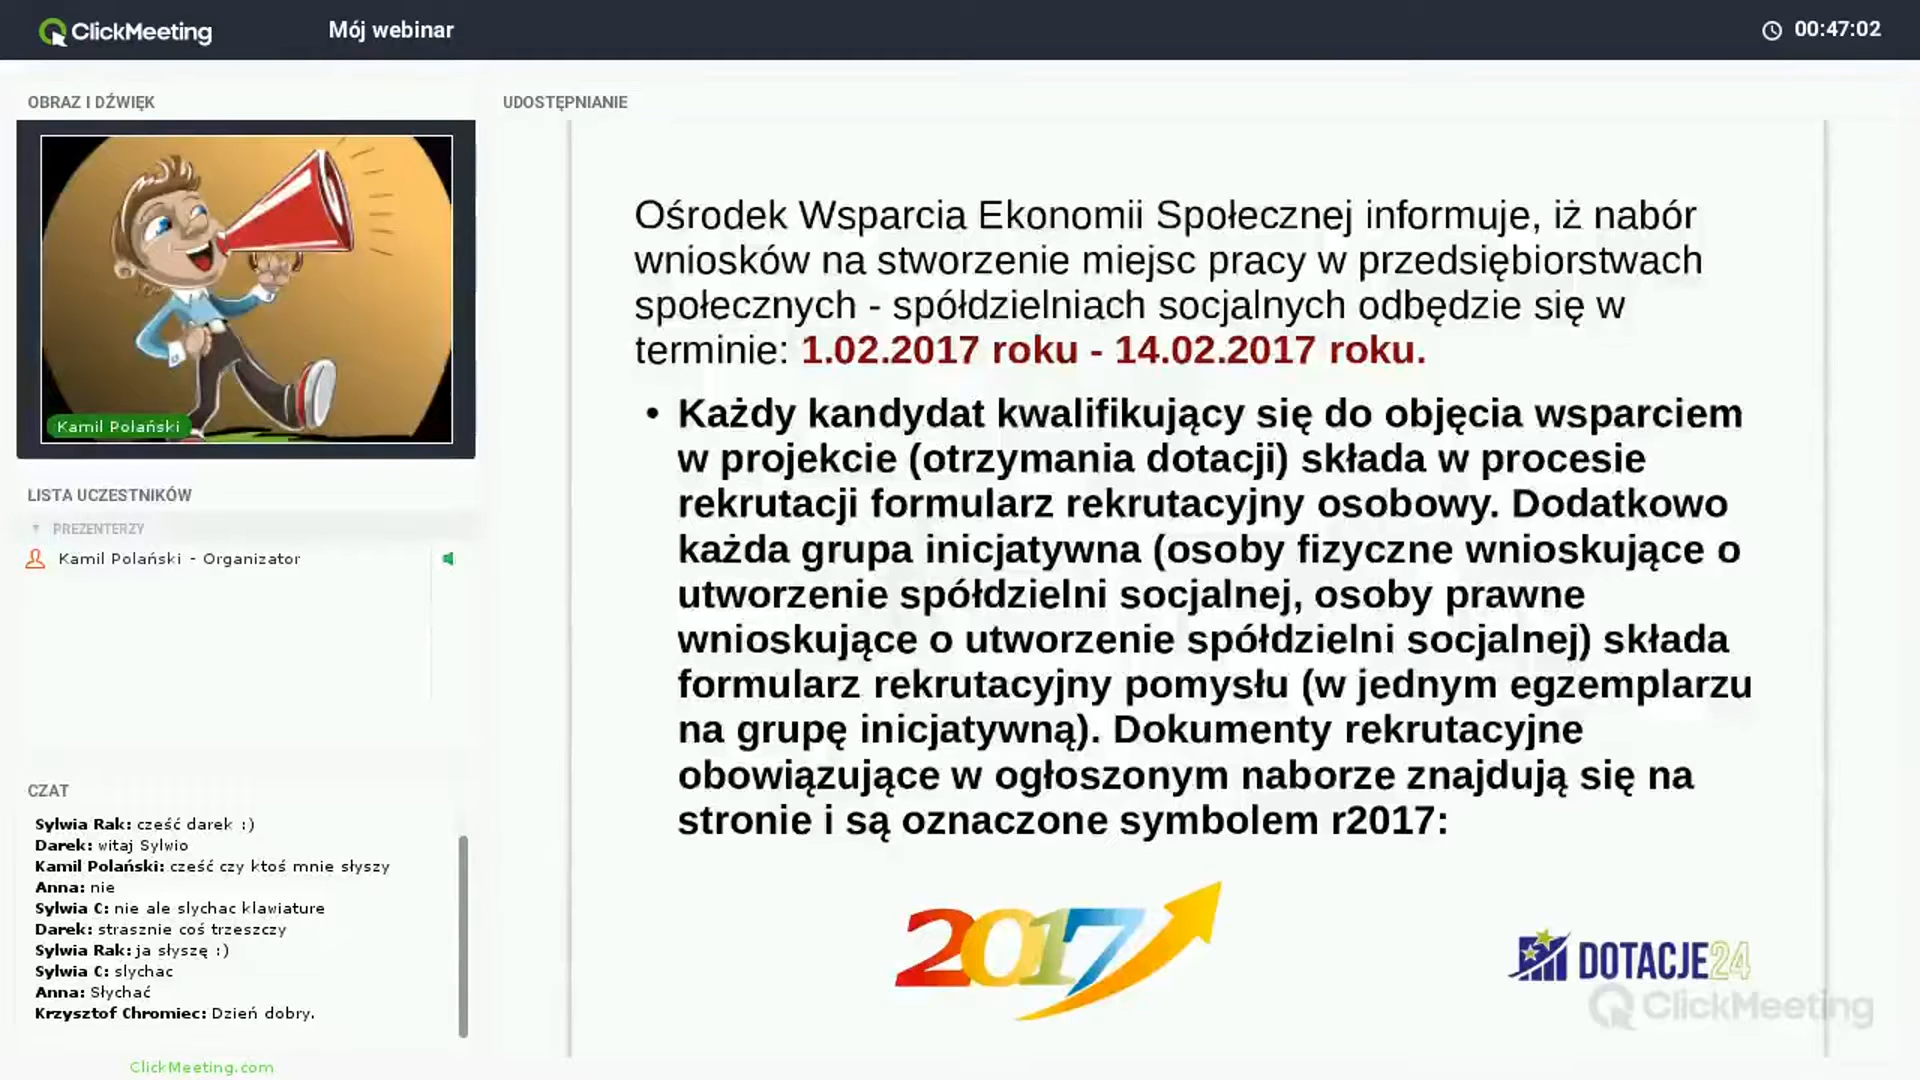 ClickMeeting
Mój webinar
00:47:02
OBRAZ I DŹWIĘK
Kamil Polański
LISTA UCZESTNIKÓW
PREZENTERZY
Kamil Polański - Organizator
CZAT
Sylwia Rak: cześć darek :)
Darek: witaj Sylwio
Kamil Polański: cześć czy ktoś mnie słyszy
Anna: nie
Sylwia C: nie ale slychac klawiature
Darek: strasznie coś trzeszczy
Sylwia Rak: ja słyszę :)
Sylwia C: slychac
Anna: Słychać
Krzysztof Chromiec: Dzień dobry.
ClickMeeting.com
UDOSTĘPNIANIE
Ośrodek Wsparcia Ekonomii Społecznej informuje, iż nabór
wniosków na stworzenie miejsc pracy w przedsiębiorstwach
społecznych - spółdzielniach socjalnych odbędzie się w
terminie: 1.02.2017 roku - 14.02.2017 roku.
• Każdy kandydat kwalifikujący się do objęcia wsparciem
w projekcie (otrzymania dotacji) składa w procesie
rekrutacji formularz rekrutacyjny osobowy. Dodatkowo
każda grupa inicjatywna (osoby fizyczne wnioskujące o
utworzenie spółdzielni socjalnej, osoby prawne
wnioskujące o utworzenie spółdzielni socjalnej) składa
formularz rekrutacyjny pomysłu (w jednym egzemplarzu
na grupę inicjatywną). Dokumenty rekrutacyjne
obowiązujące w ogłoszonym naborze znajdują się na
stronie i są oznaczone symbolem r2017:
2017
DOTACJE24
ClickMeeting